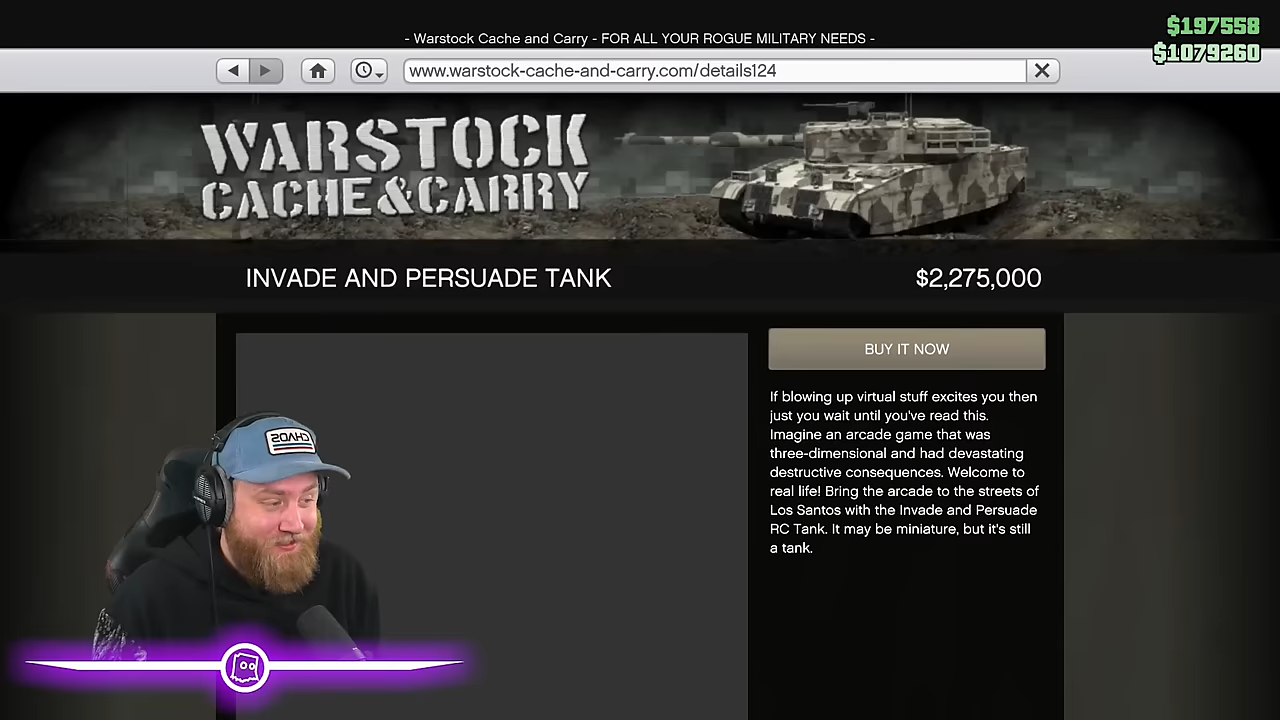 $197558
- Warstock Cache and Carry - FOR ALL YOUR ROGUE MILITARY NEEDS -
$1079260
www.warstock-cache-and-carry.com/details124
WARSTOCK
CACHE&CARRY
INVADE AND PERSUADE TANK
$2,275,000
BUY IT NOW
If blowing up virtual stuff excites you then
just you wait until you've read this.
Imagine an arcade game that was
three-dimensional and had devastating
destructive consequences. Welcome to
real life! Bring the arcade to the streets of
Los Santos with the Invade and Persuade
RC Tank. It may be miniature, but it's still
a tank.
CHAOS